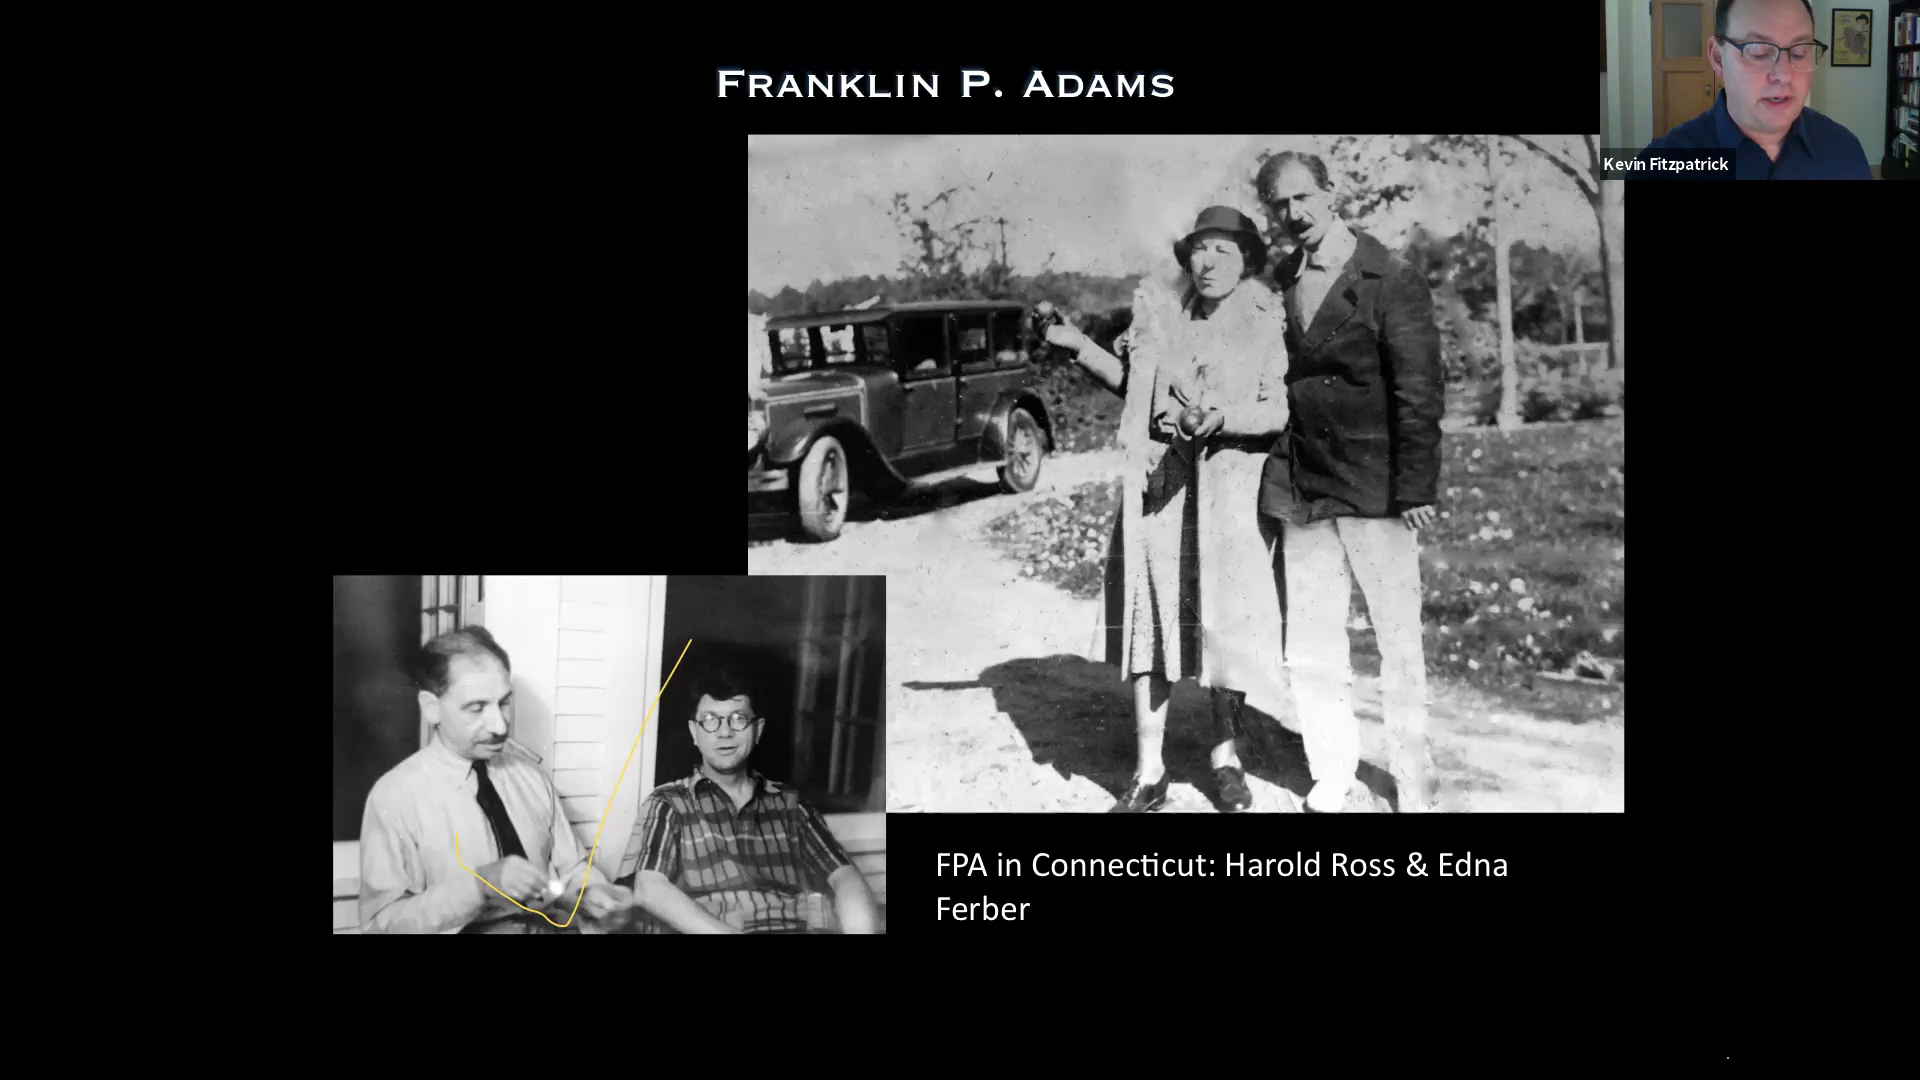 FRANKLIN P. ADAMS
Kevin Fitzpatrick
FPA in Connecticut: Harold Ross & Edna
Ferber